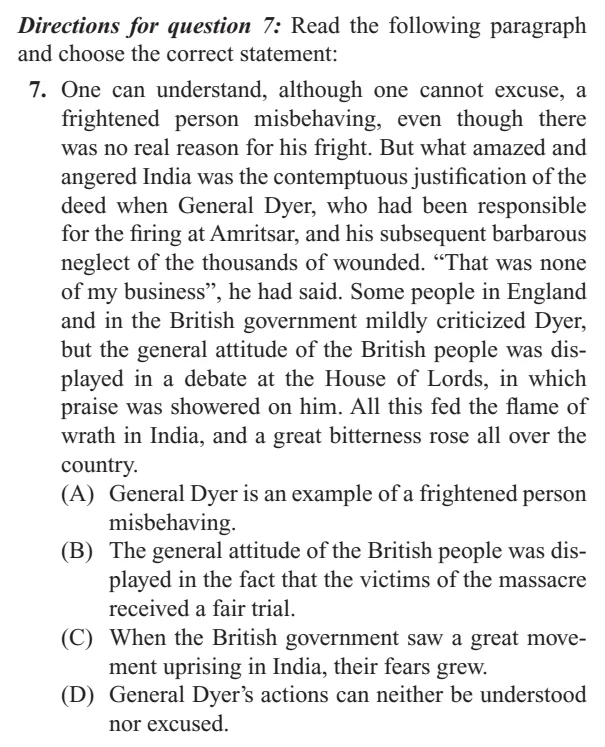 Directions for question 7: Read the following paragraph
and choose the correct statement:
7. One can understand, although one cannot excuse, a
frightened person misbehaving, even though there
was no real reason for his fright. But what amazed and
angered India was the contemptuous justification of the
deed when General Dyer, who had been responsible
for the firing at Amritsar, and his subsequent barbarous
neglect of the thousands of wounded. “That was none
of my business”, he had said. Some people in England
and in the British government mildly criticized Dyer,
but the general attitude of the British people was dis-
played in a debate at the House of Lords, in which
praise was showered on him. All this fed the flame of
wrath in India, and a great bitterness rose all over the
country.
(A) General Dyer is an example of a frightened person
misbehaving.
(B) The general attitude of the British people was dis-
played in the fact that the victims of the massacre
received a fair trial.
(C) When the British government saw a great move-
ment uprising in India, their fears grew.
(D) General Dyer’s actions can neither be understood
nor excused.